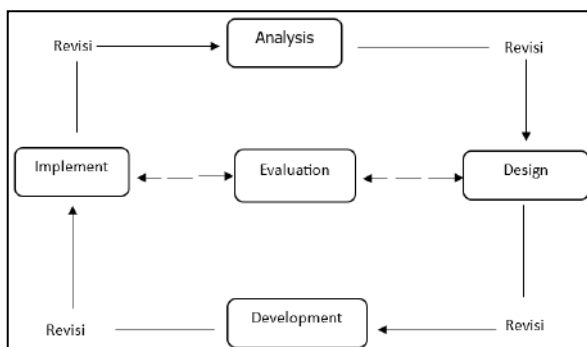 Revisi
Analysis
Revisi
Implement
Evaluation
Design
Revisi
Development
Revisi